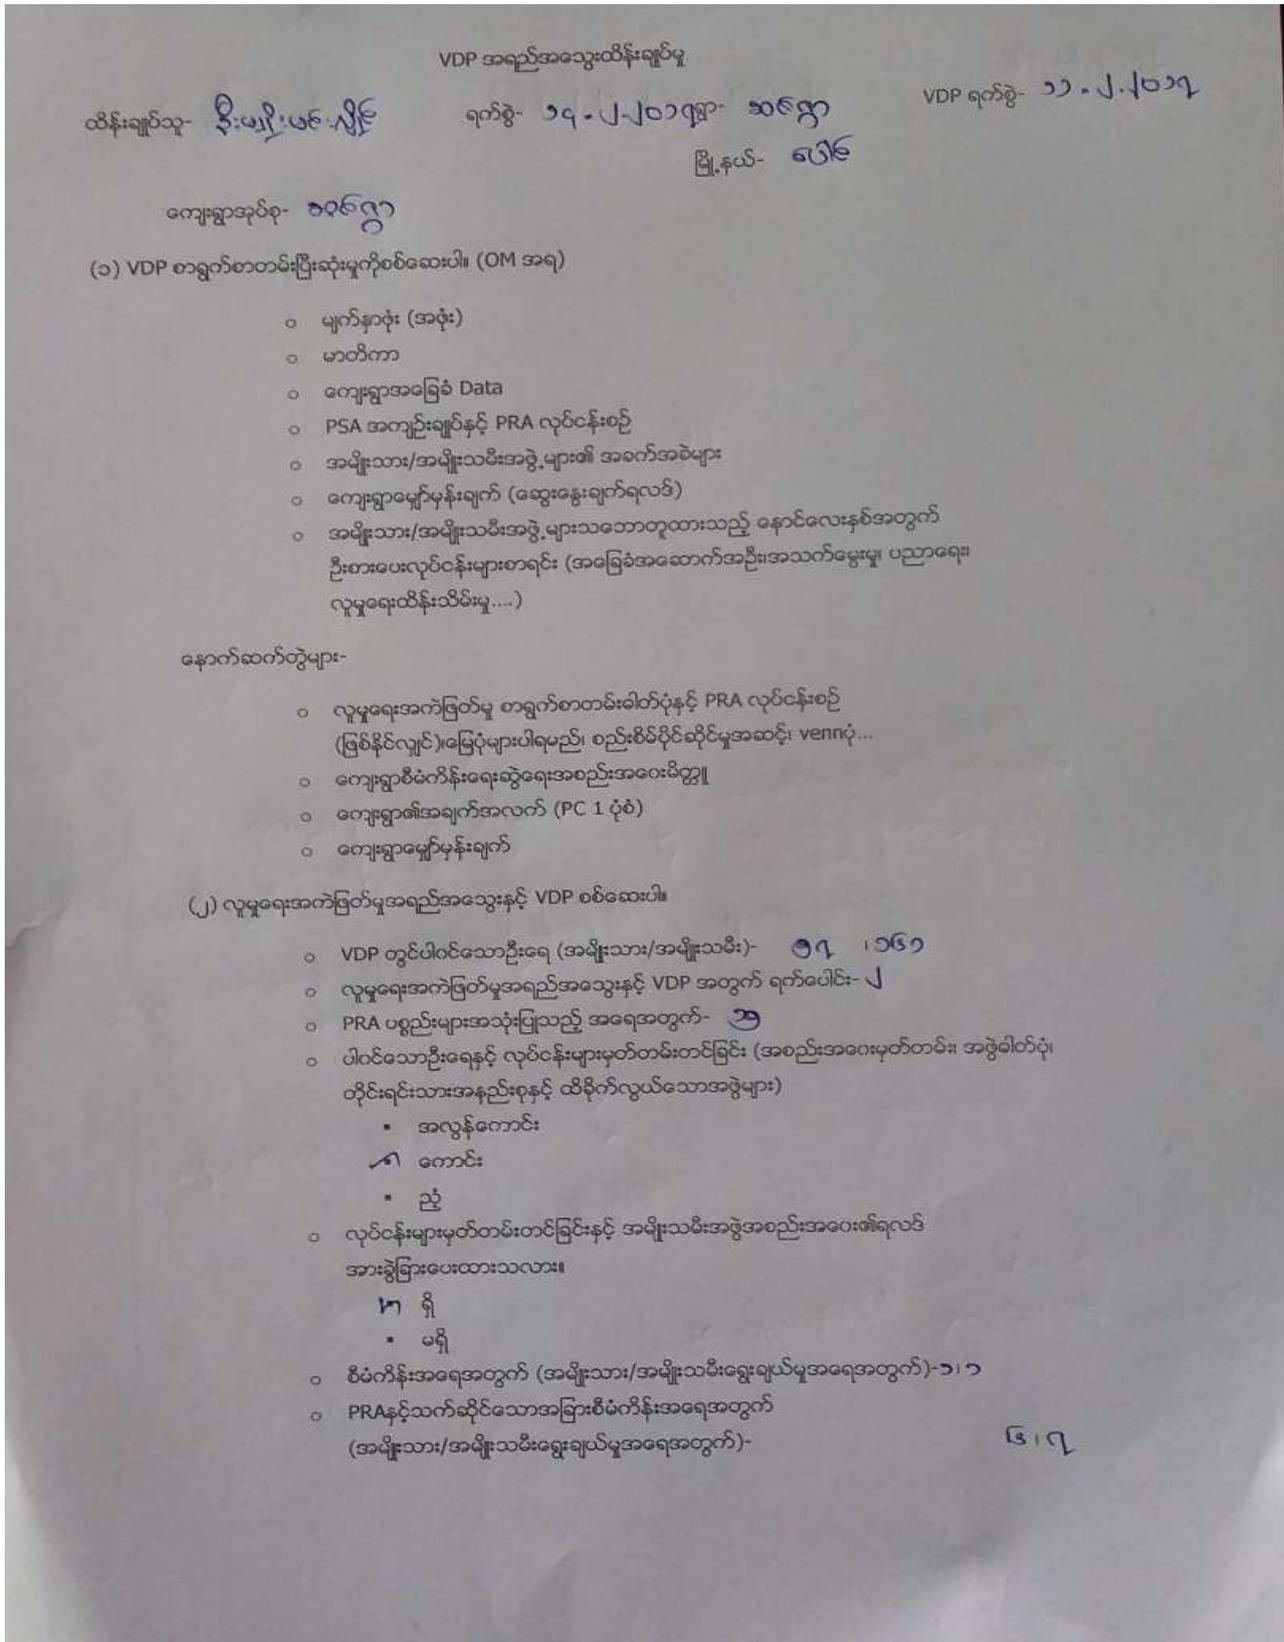 VDP အရည်အသွေးထိန်းချုပ်မှု
ထိန်းချုပ်သူ- ဦးမျိုးမင်းလှိုင် ရက်စွဲ- ၁၄.၂.၂၀၁၇ ရွာ- ဆင်ဇွာ VDP ရက်စွဲ- ၁၁.၂.၂၀၁၇
မြို့နယ်- ပေါင်
ကျေးရွာအုပ်စု-
(၁) VDP စာရွက်စာတမ်းပြီးဆုံးမှုကိုစစ်ဆေးပါ။ (OM အရ)
○ မျက်နှာဖုံး (အဖုံး)
○ မာတိကာ
○ ကျေးရွာအခြေခံ Data
○ PSA အကျဉ်းချုပ်နှင့် PRA လုပ်ငန်းစဉ်
○ အမျိုးသား/အမျိုးသမီးအဖွဲ့များ၏ အခက်အခဲများ
○ ကျေးရွာမျှော်မှန်းချက် (ဆွေးနွေးချက်ရလဒ်)
○ အမျိုးသား/အမျိုးသမီးအဖွဲ့များသဘောတူထားသည့် နောင်လေးနှစ်အတွက်
ဦးစားပေးလုပ်ငန်းများစာရင်း (အခြေခံအဆောက်အဦး၊အသက်မွေးမှု၊ ပညာရေး၊
လူမှုရေးထိန်းသိမ်းမှု....)
နောက်ဆက်တွဲများ-
○ လူမှုရေးအကဲဖြတ်မှု စာရွက်စာတမ်းဓါတ်ပုံနှင့် PRA လုပ်ငန်းစဉ်
(ဖြစ်နိုင်လျှင်)၊မြေပုံများပါရမည်၊ စည်းစိမ်ပိုင်ဆိုင်မှုအဆင့်၊ vennပုံ...
○ ကျေးရွာစီမံကိန်းရေးဆွဲရေးအစည်းအဝေးမိတ္တူ
○ ကျေးရွာ၏အချက်အလက် (PC 1 ပုံစံ)
○ ကျေးရွာမျှော်မှန်းချက်
(၂) လူမှုရေးအကဲဖြတ်မှုအရည်အသွေးနှင့် VDP စစ်ဆေးပါ။
○ VDP တွင်ပါဝင်သောဦးရေ (အမျိုးသား/အမျိုးသမီး)- ၅၇ ၊၁၆၁
○ လူမှုရေးအကဲဖြတ်မှုအရည်အသွေးနှင့် VDP အတွက် ရက်ပေါင်း- ၂
○ PRA ပစ္စည်းများအသုံးပြုသည့် အရေအတွက်- ၅
○ ပါဝင်သောဦးရေနှင့် လုပ်ငန်းများမှတ်တမ်းတင်ခြင်း (အစည်းအဝေးမှတ်တမ်း၊ အဖွဲဓါတ်ပုံ၊
တိုင်းရင်းသားအနည်းစုနှင့် ထိခိုက်လွယ်သောအဖွဲများ)
▪ အလွန်ကောင်း
ကောင်း
▪ ညံ့
○ လုပ်ငန်းများမှတ်တမ်းတင်ခြင်းနှင့် အမျိုးသမီးအဖွဲအစည်းအဝေး၏ရလဒ်
အားခွဲခြားပေးထားသလား။
ရှိ
▪ မရှိ
○ စီမံကိန်းအရေအတွက် (အမျိုးသား/အမျိုးသမီးရွေးချယ်မှုအရေအတွက်)-၁၊၁
○ PRAနှင့်သက်ဆိုင်သောအခြားစီမံကိန်းအရေအတွက်
(အမျိုးသား/အမျိုးသမီးရွေးချယ်မှုအရေအတွက်)- ၆၊၇